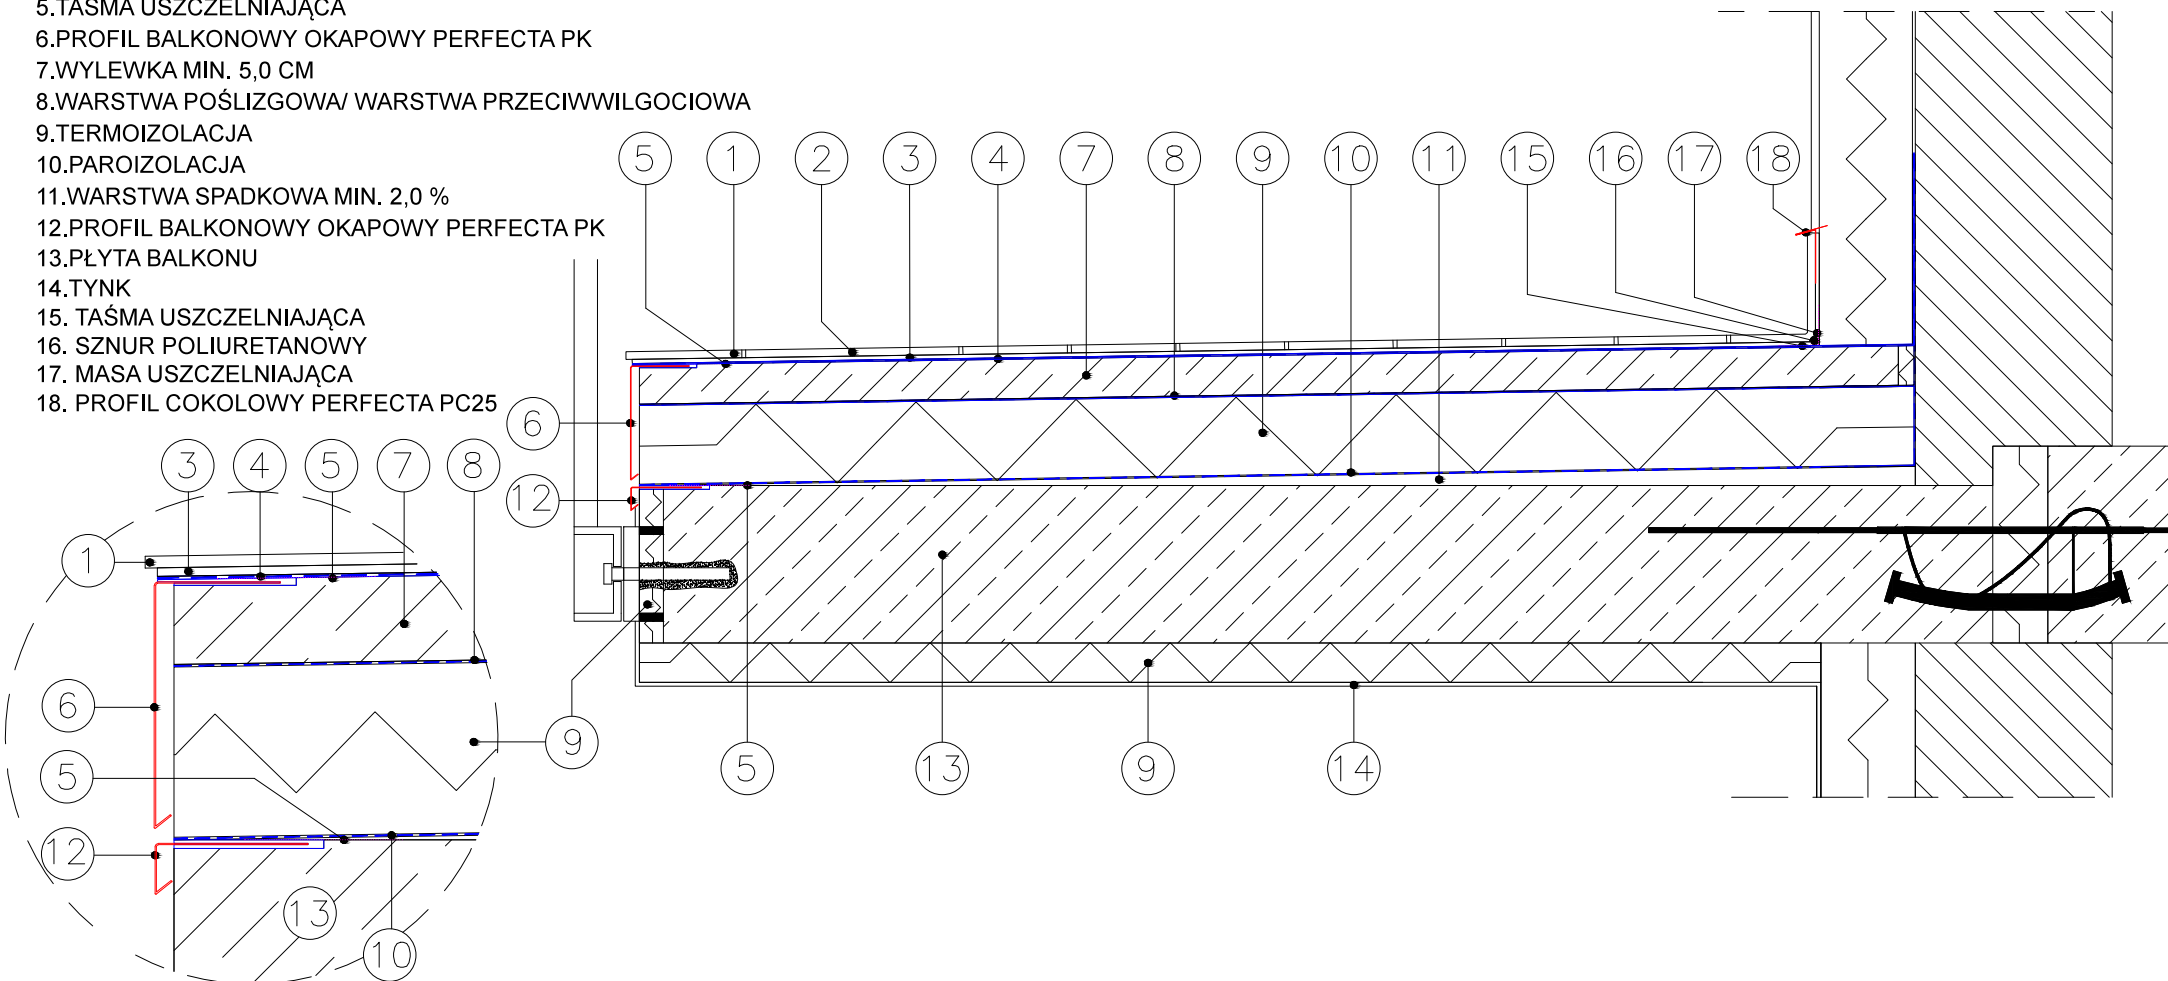 5.TAŚMA USZCZELNIAJĄCA
6.PROFIL BALKONOWY OKAPOWY PERFECTA PK
7.WYLEWKA MIN. 5,0 CM
8.WARSTWA POŚLIZGOWA/ WARSTWA PRZECIWWILGOCIOWA
9.TERMOIZOLACJA
10.PAROIZOLACJA
11.WARSTWA SPADKOWA MIN. 2,0 %
12.PROFIL BALKONOWY OKAPOWY PERFECTA PK
13.PŁYTA BALKONU
14.TYNK
15. TAŚMA USZCZELNIAJĄCA
16. SZNUR POLIURETANOWY
17. MASA USZCZELNIAJĄCA
18. PROFIL COKOLOWY PERFECTA PC25
5 1 2 3 4 7 8 9 10 11 15 16 17 18
6
12
3 4 5 7 8
1
6
5
12
13
10
9
5 13 9 14